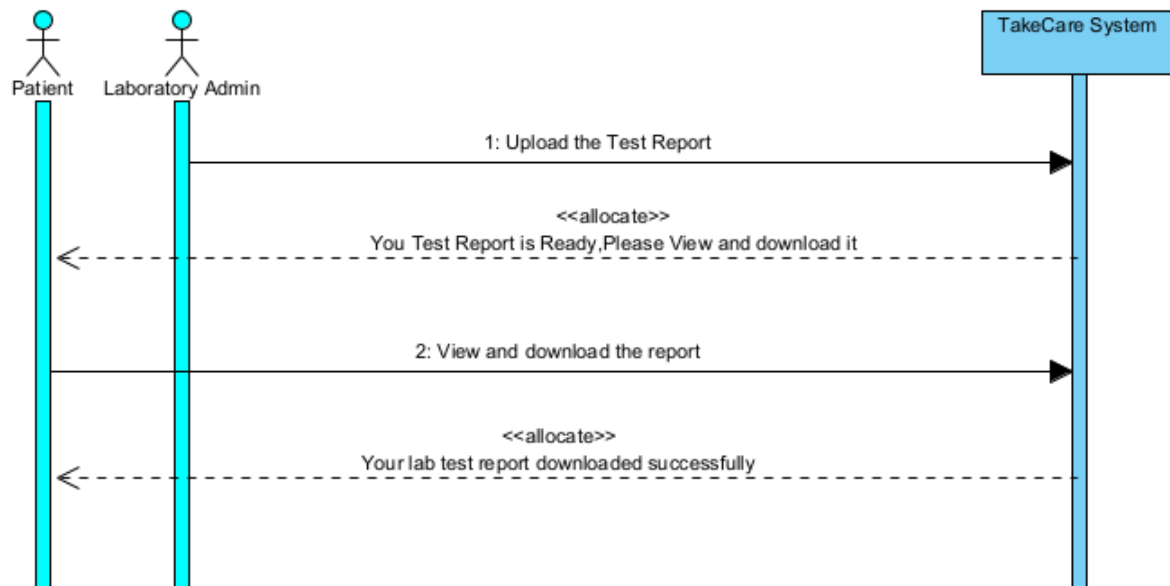 TakeCare System
Patient
Laboratory Admin
1: Upload the Test Report
<<allocate>>
You Test Report is Ready,Please View and download it
2: View and download the report
<<allocate>>
Your lab test report downloaded successfully